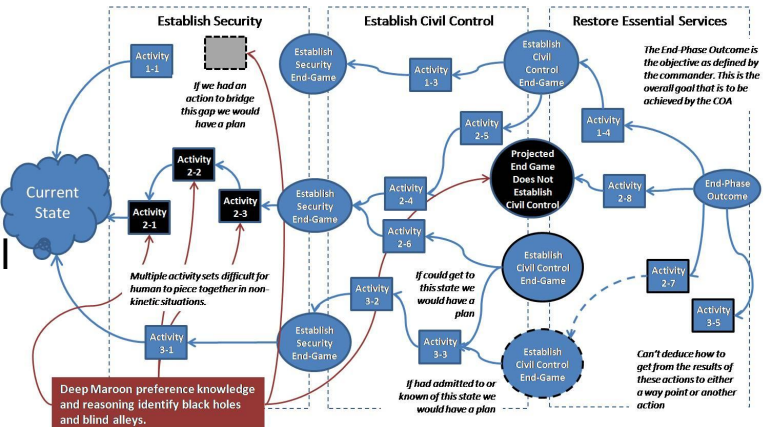 Establish Security
Establish Civil Control
Restore Essential Services
Activity
1-1
If we had an
action to bridge
this gap we would
have a plan
Establish
Security
End-Game
Activity
1-3
Establish
Civil
Control
End-Game
The End-Phase Outcome is
the objective as defined by
the commander. This is the
overall goal that is to be
achieved by the COA
Activity
1-4
Activity
2-5
Current
State
Activity
2-2
Activity
2-1
Activity
2-3
Establish
Security
End-Game
Activity
2-4
Activity
2-6
Projected
End Game
Does Not
Establish
Civil Control
Activity
2-8
End-Phase
Outcome
Multiple activity sets difficult for
human to piece together in non-
kinetic situations.
If could get to
this state we
would have a
plan
Establish
Civil Control
End-Game
Activity
2-7
Activity
3-5
Activity
3-2
Activity
3-1
Establish
Security
End-Game
Activity
3-3
Establish
Civil Control
End-Game
Can't deduce how to
get from the results of
these actions to either
a way point or another
action
If had admitted to or
known of this state we
would have a plan
Deep Maroon preference knowledge
and reasoning identify black holes
and blind alleys.